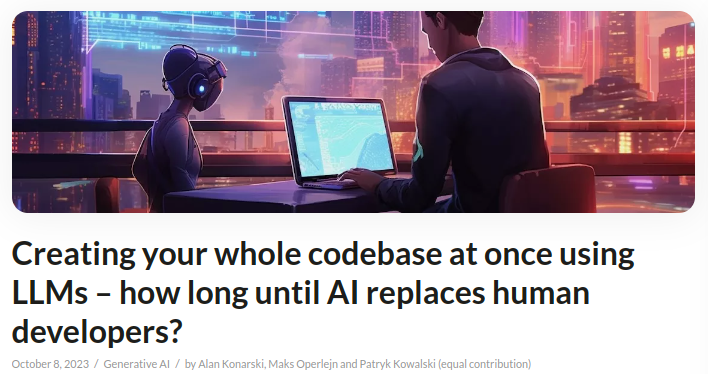 Creating your whole codebase at once using
LLMs – how long until AI replaces human
developers?
October 8, 2023 / Generative AI / by Alan Konarski, Maks Operlejn and Patryk Kowalski (equal contribution)